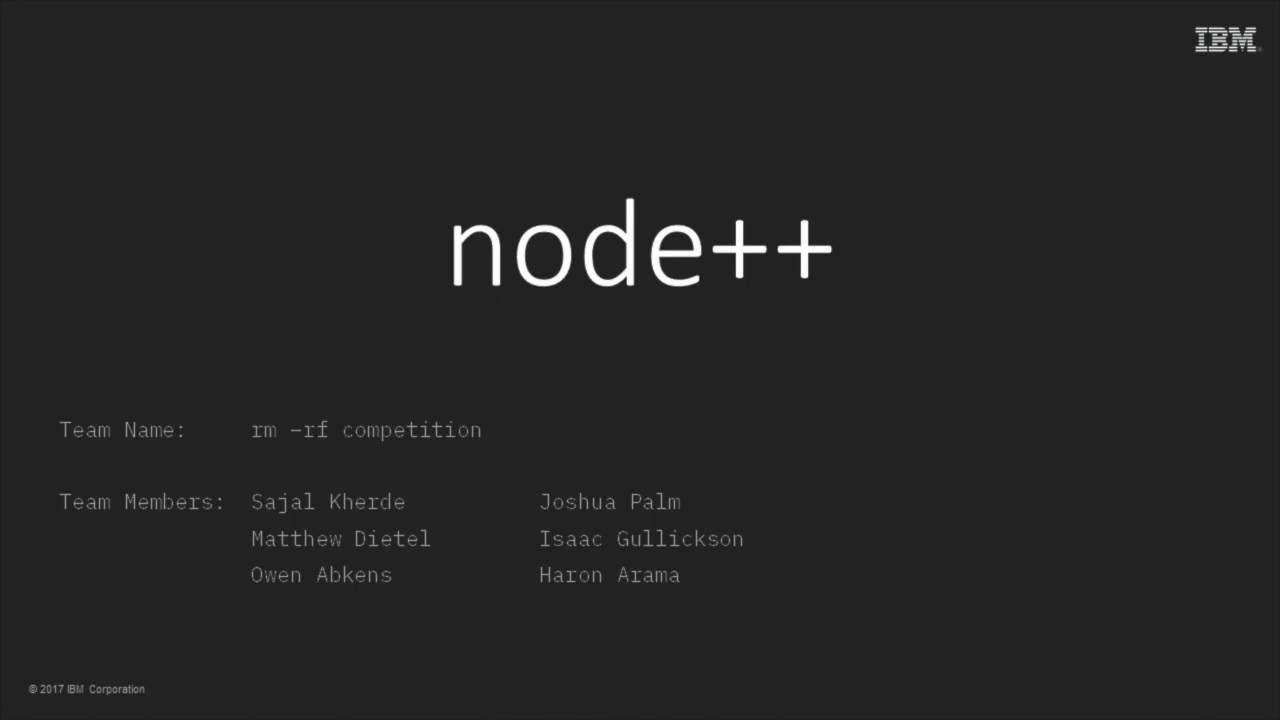 IBM
node++
Team Name: rm -rf competition
Team Members: Sajal Kherde Joshua Palm
Matthew Dietel Isaac Gullickson
Owen Abkens Haron Arama
© 2017 IBM Corporation